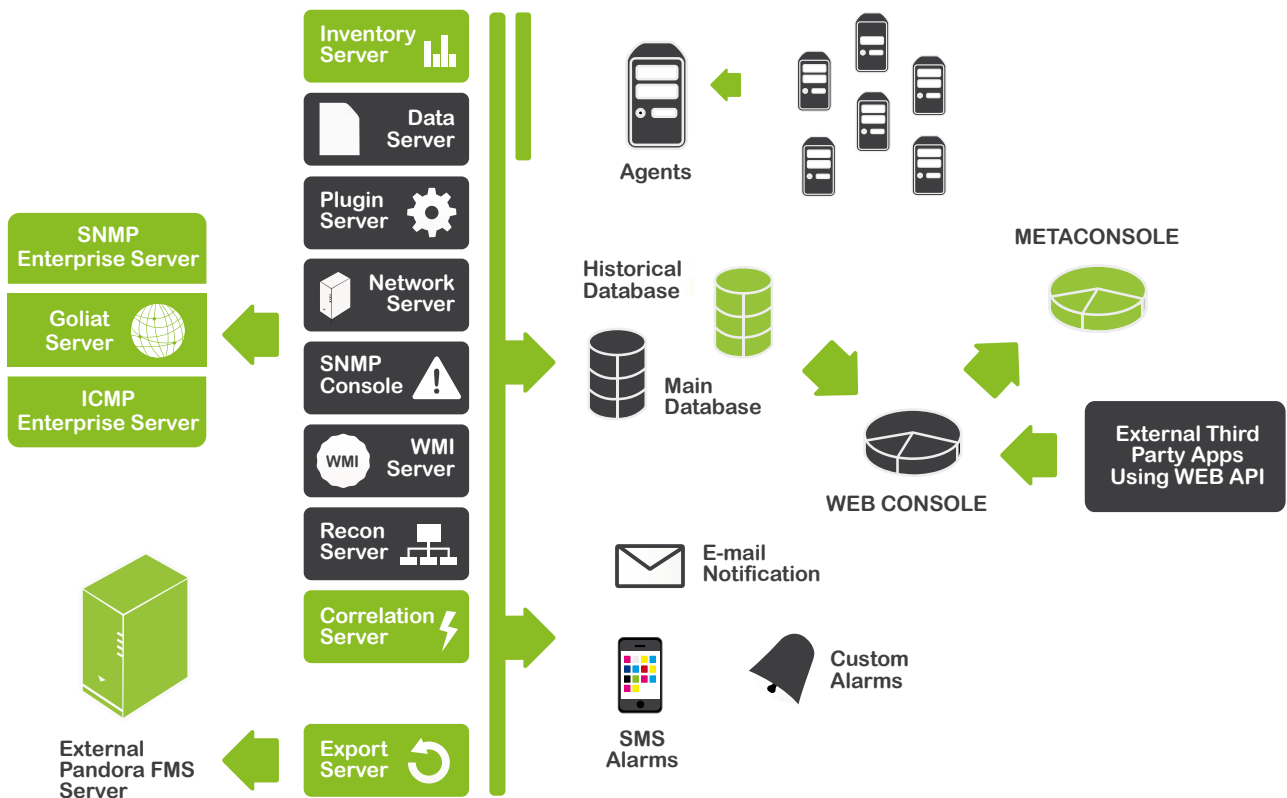 Inventory
Server
Data
Server
Plugin
Server
Network
Server
SNMP
Console
WMI
WMI
Server
Recon
Server
Correlation
Server
Export
Server
SNMP
Enterprise Server
Goliat
Server
ICMP
Enterprise Server
External
Pandora FMS
Server
Agents
Historical
Database
Main
Database
METACONSOLE
WEB CONSOLE
External Third
Party Apps
Using WEB API
E-mail
Notification
SMS
Alarms
Custom
Alarms